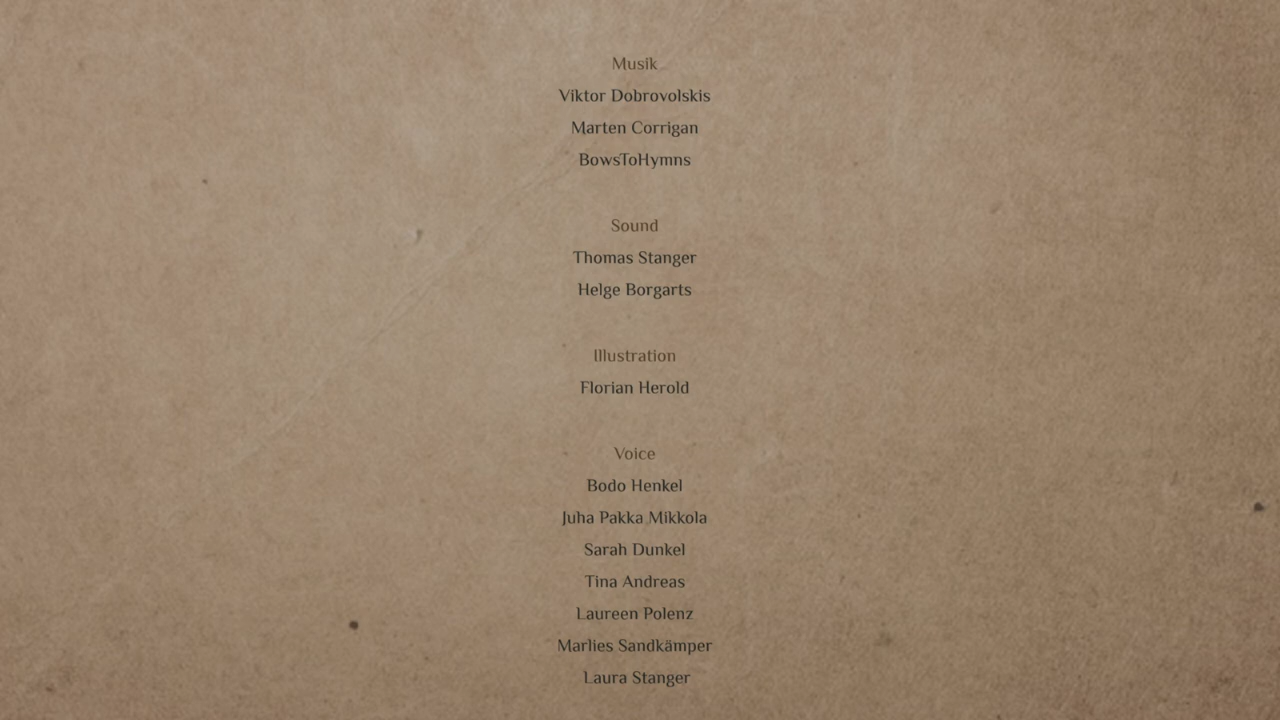 Musik
Viktor Dobrovolskis
Marten Corrigan
BowsToHymns
Sound
Thomas Stanger
Helge Borgarts
Illustration
Florian Herold
Voice
Bodo Henkel
Juha Pakka Mikkola
Sarah Dunkel
Tina Andreas
Laureen Polenz
Marlies Sandkämper
Laura Stanger